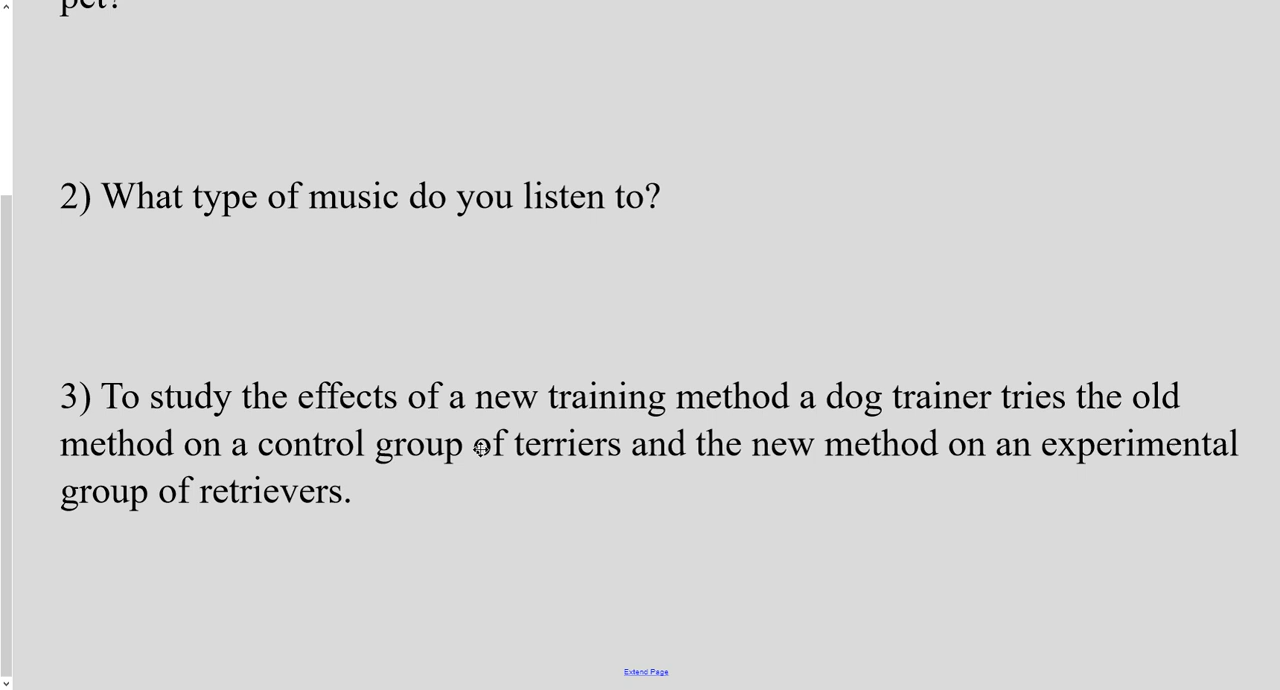 pet?
2) What type of music do you listen to?
3) To study the effects of a new training method a dog trainer tries the old
method on a control group of terriers and the new method on an experimental
group of retrievers.
Extend Page